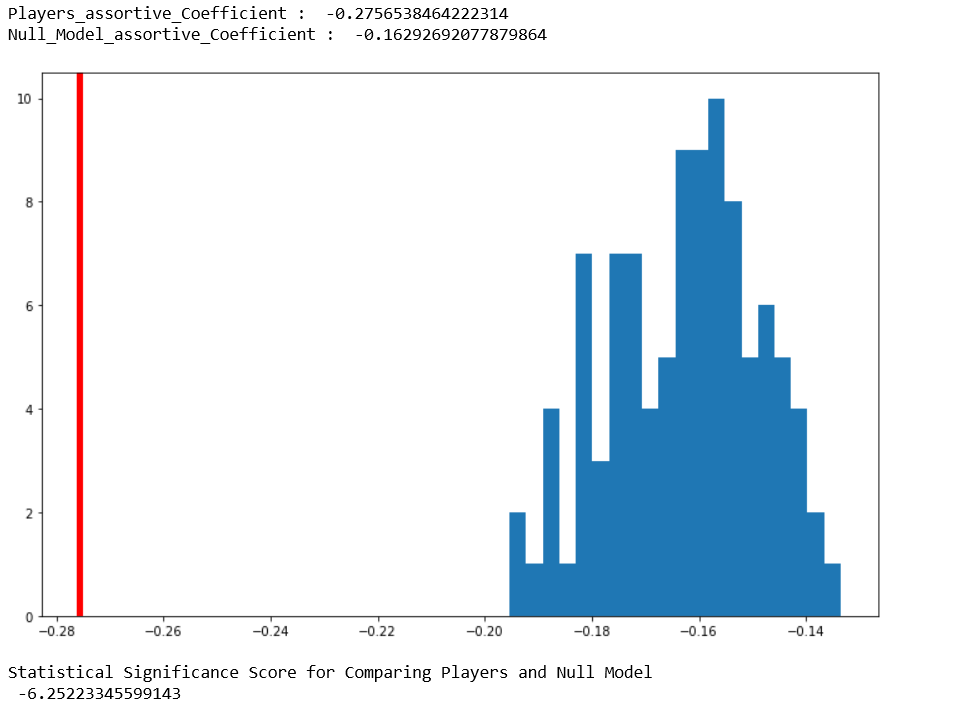 Players_assortive_Coefficient :  -0.2756538464222314
Null_Model_assortive_Coefficient :  -0.16292692077879864
10
8
6
4
2
0
−0.28 −0.26 −0.24 −0.22 −0.20 −0.18 −0.16 −0.14
Statistical Significance Score for Comparing Players and Null Model
-6.25223345599143